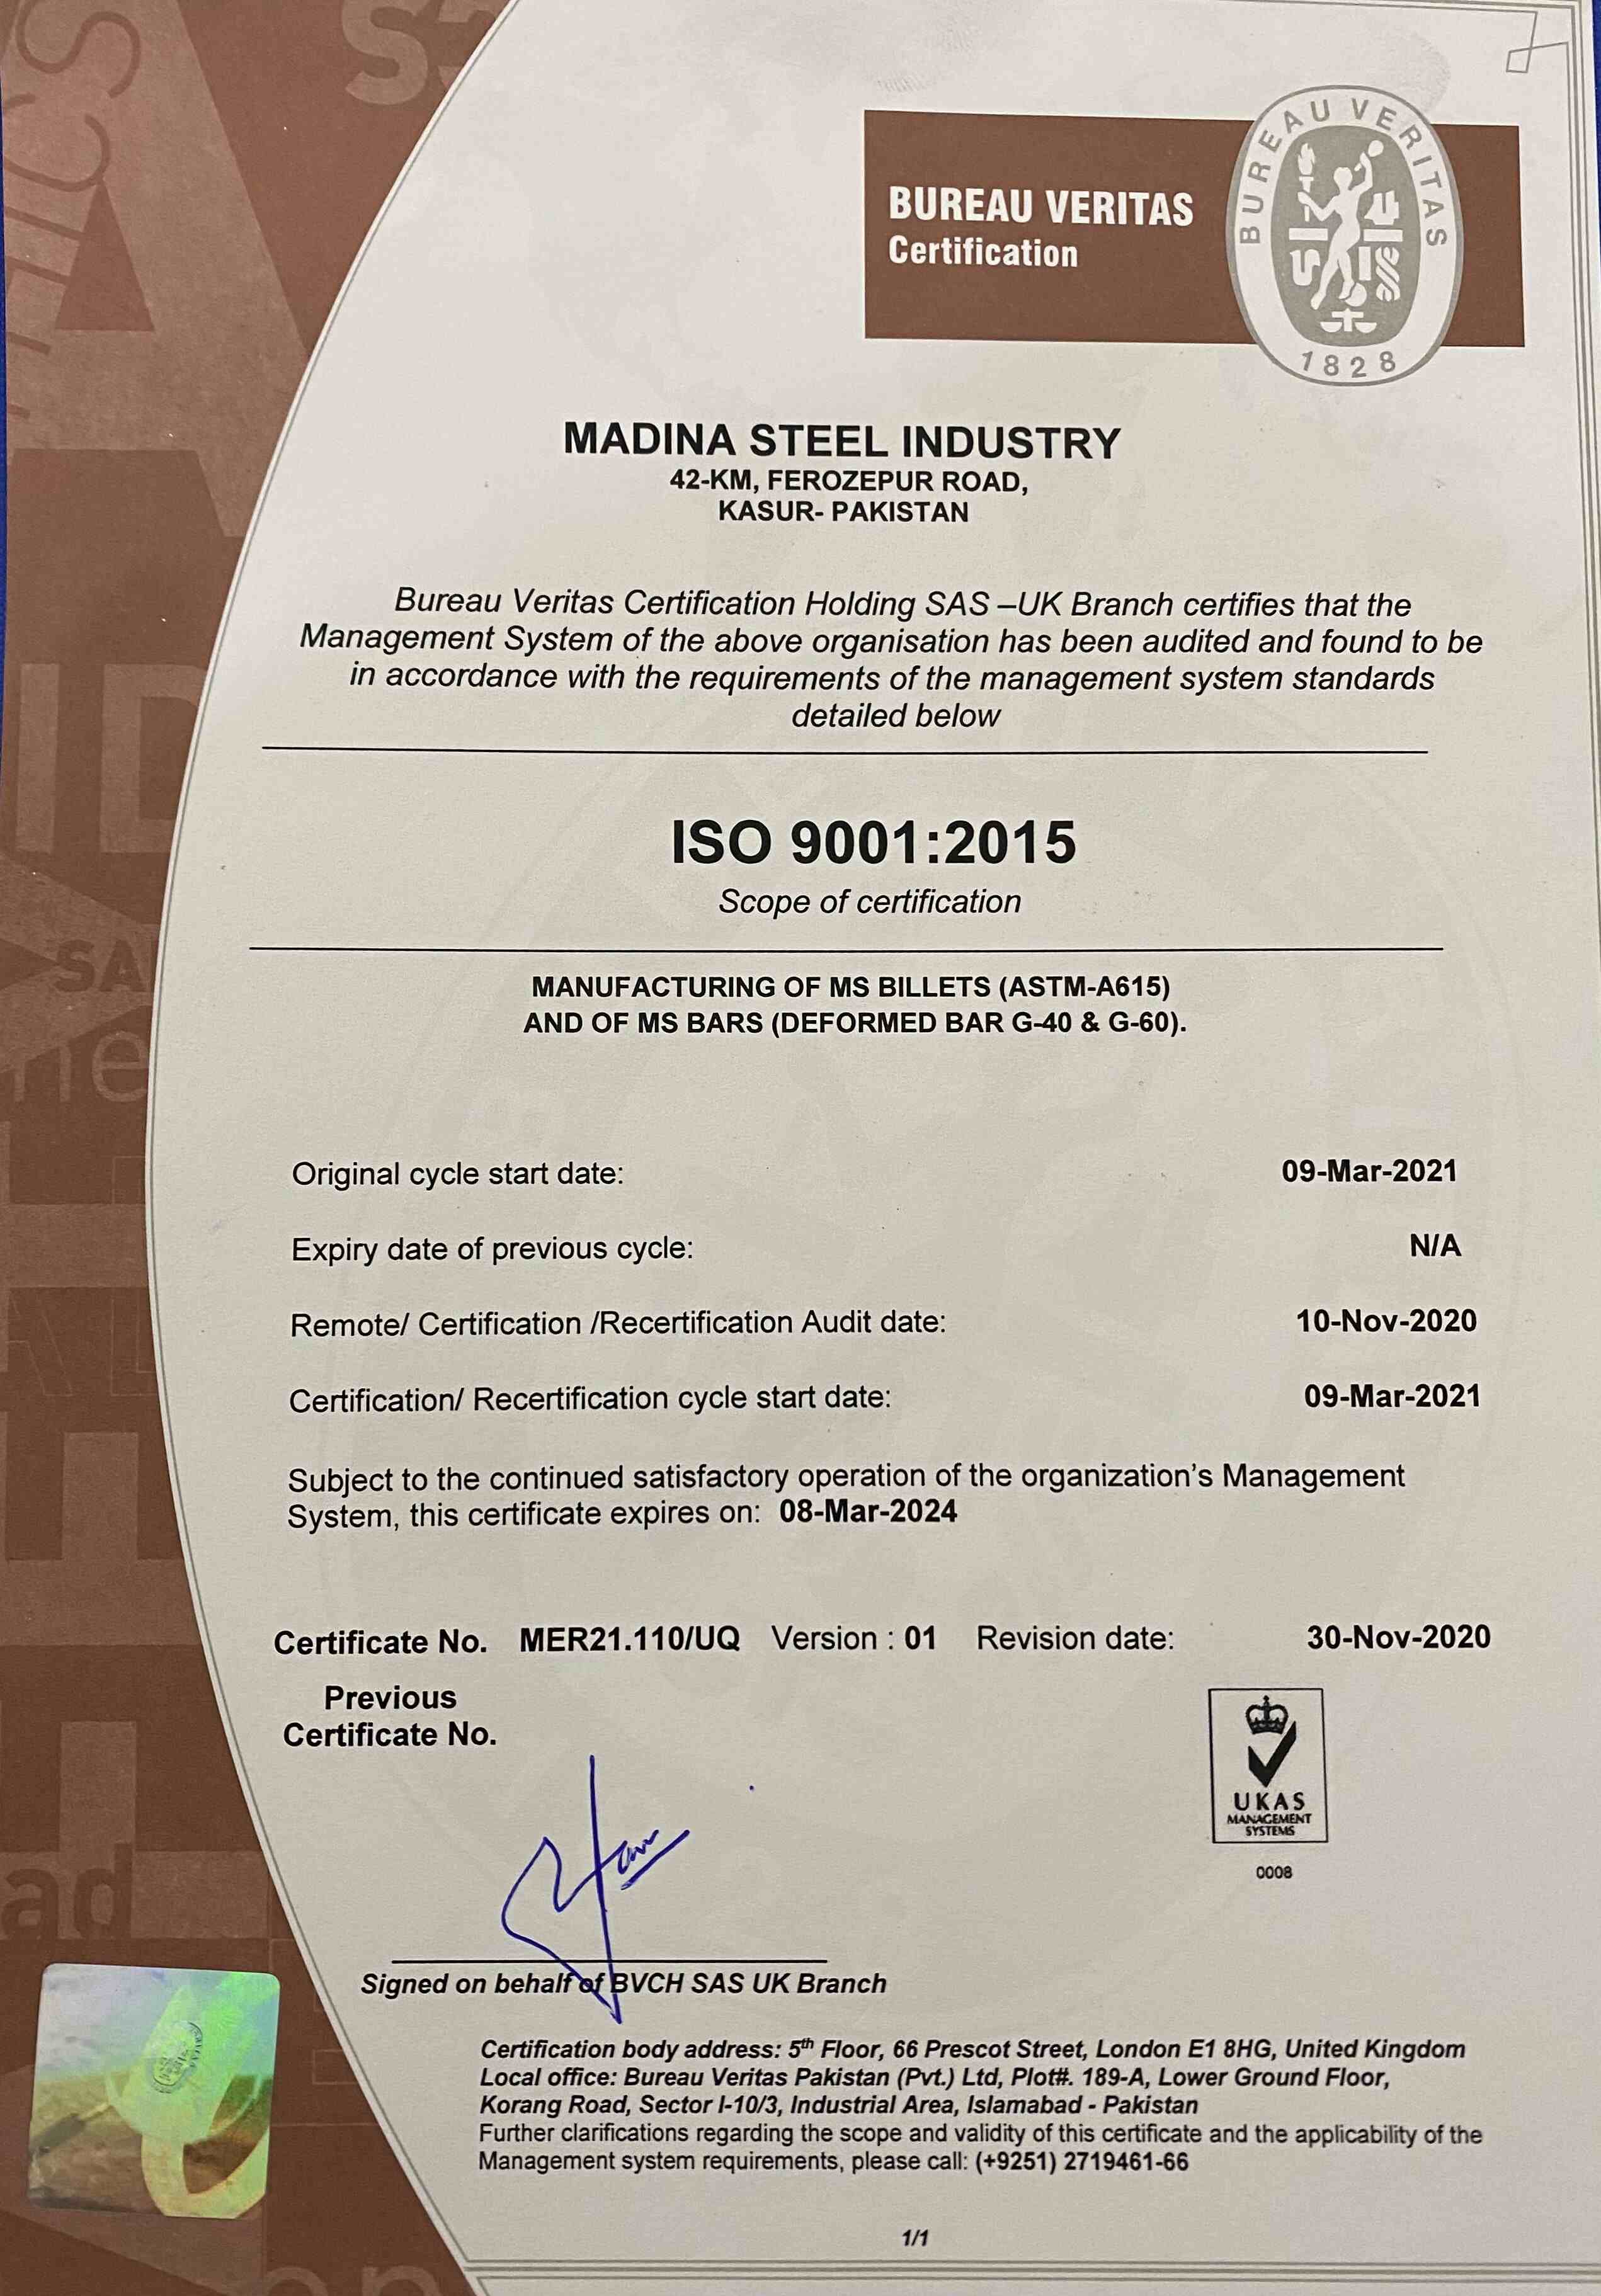 BUREAU VERITAS
Certification
BUREAU VERITAS
1828
MADINA STEEL INDUSTRY
42-KM, FEROZEPUR ROAD,
KASUR- PAKISTAN
Bureau Veritas Certification Holding SAS –UK Branch certifies that the
Management System of the above organisation has been audited and found to be
in accordance with the requirements of the management system standards
detailed below
ISO 9001:2015
Scope of certification
MANUFACTURING OF MS BILLETS (ASTM-A615)
AND OF MS BARS (DEFORMED BAR G-40 & G-60).
Original cycle start date: 09-Mar-2021
Expiry date of previous cycle: N/A
Remote/ Certification /Recertification Audit date: 10-Nov-2020
Certification/ Recertification cycle start date: 09-Mar-2021
Subject to the continued satisfactory operation of the organization's Management
System, this certificate expires on: 08-Mar-2024
Certificate No. MER21.110/UQ Version : 01 Revision date: 30-Nov-2020
Previous
Certificate No.
UKAS
MANAGEMENT
SYSTEMS
0008
Signed on behalf of BVCH SAS UK Branch
Certification body address: 5th Floor, 66 Prescot Street, London E1 8HG, United Kingdom
Local office: Bureau Veritas Pakistan (Pvt.) Ltd, Plot#. 189-A, Lower Ground Floor,
Korang Road, Sector I-10/3, Industrial Area, Islamabad - Pakistan
Further clarifications regarding the scope and validity of this certificate and the applicability of the
Management system requirements, please call: (+9251) 2719461-66
1/1